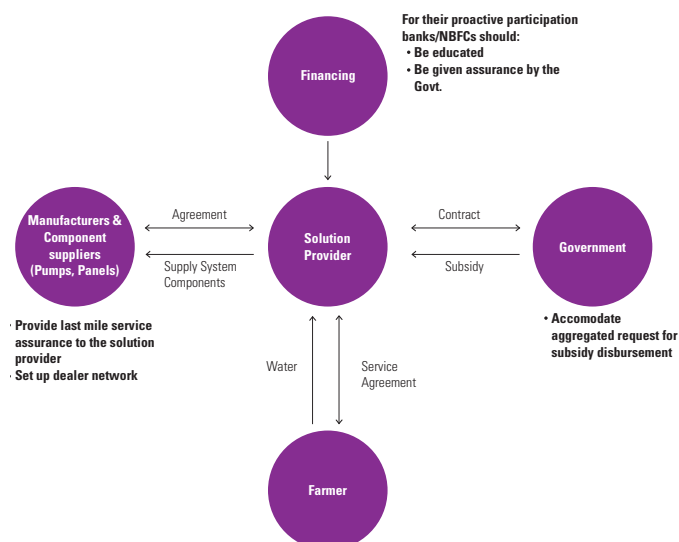 For their proactive participation
banks/NBFCs should:
• Be educated
• Be given assurance by the
Govt.
Financing
Manufacturers &
Component
suppliers
(Pumps, Panels)
Agreement
Supply System
Components
Solution
Provider
Contract
Subsidy
Government
· Provide last mile service
assurance to the solution
provider
· Set up dealer network
• Accomodate
aggregated request for
subsidy disbursement
Water
Service
Agreement
Farmer